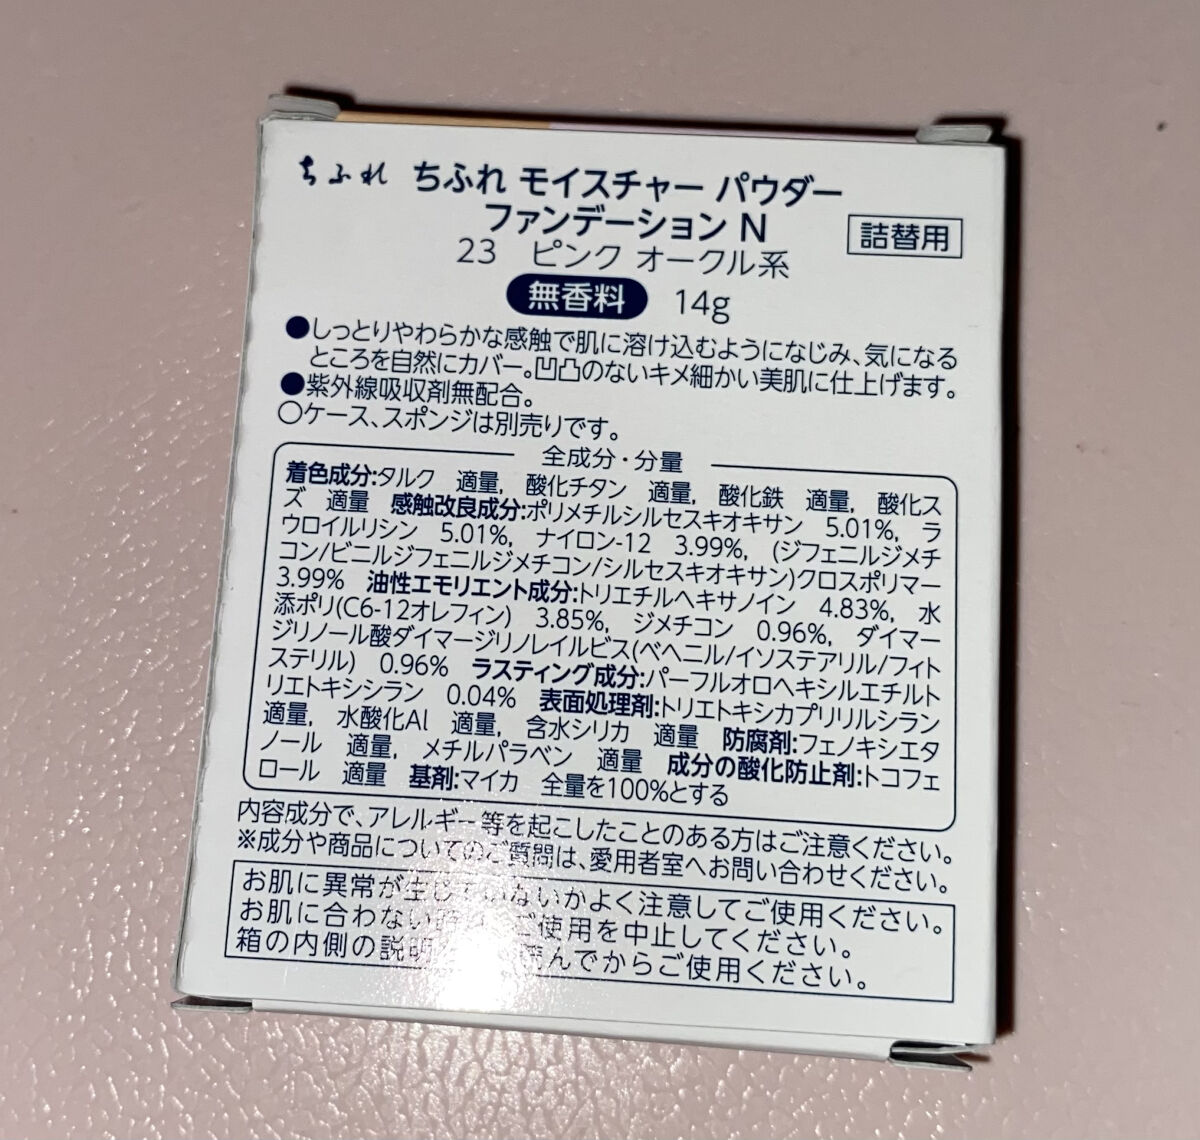 ちふれ ちふれ モイスチャー パウダー
ファンデーション N
詰替用
23 ピンク オークル系
無香料 14g
●しっとりやわらかな感触で肌に溶け込むようになじみ、気になる
ところを自然にカバー。凹凸のないキメ細かい美肌に仕上げます。
●紫外線吸収剤無配合。
○ケース、スポンジは別売りです。
全成分・分量
着色成分:タルク 適量, 酸化チタン 適量, 酸化鉄 適量, 酸化ス
ズ 適量 感触改良成分:ポリメチルシルセスキオキサン 5.01%, ラ
ウロイルリシン 5.01%, ナイロン-12 3.99%, (ジフェニルジメチ
コン/ビニルジフェニルジメチコン/シルセスキオキサン)クロスポリマー
3.99% 油性エモリエント成分:トリエチルヘキサノイン 4.83%, 水
添ポリ(C6-12オレフィン) 3.85%, ジメチコン 0.96%, ダイマー
ジリノール酸ダイマージリノレイルビス(ベヘニル/イソステアリル/フィト
ステリル) 0.96% ラスティング成分:パーフルオロヘキシルエチルト
リエトキシシラン 0.04% 表面処理剤:トリエトキシカプリリルシラン
適量, 水酸化Al 適量, 含水シリカ 適量 防腐剤:フェノキシエタ
ノール 適量, メチルパラベン 適量 成分の酸化防止剤:トコフェ
ロール 適量 基剤:マイカ 全量を100%とする
内容成分で、アレルギー等を起こしたことのある方はご注意ください。
※成分や商品についてのご質問は、愛用者室へお問い合わせください。
お肌に異常が生じていないかよく注意してご使用ください。
お肌に合わない時はご使用を中止してください。
箱の内側の説明 んでからご使用ください。